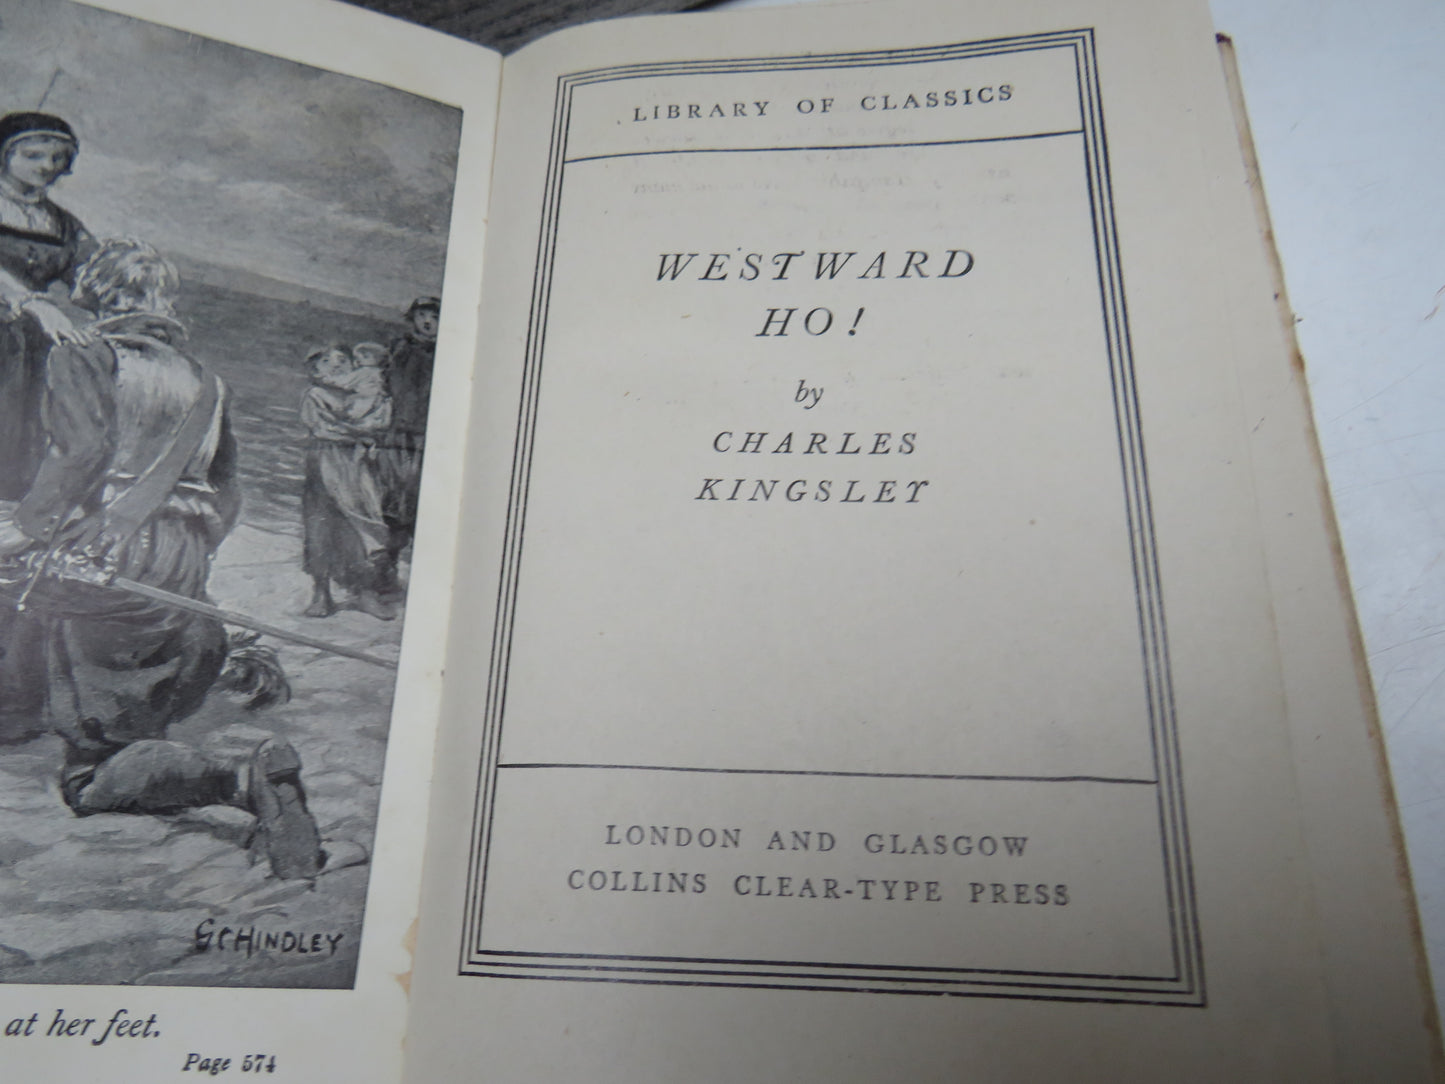 G C HINDLEY
at her feet.
Page 574
LIBRARY OF CLASSICS
WESTWARD
HO!
by
CHARLES
KINGSLEY
LONDON AND GLASGOW
COLLINS CLEAR-TYPE PRESS